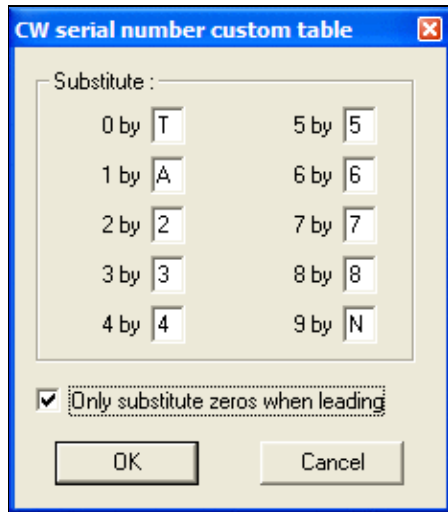 CW serial number custom table
Substitute :
0 by T 5 by 5
1 by A 6 by 6
2 by 2 7 by 7
3 by 3 8 by 8
4 by 4 9 by N
Only substitute zeros when leading
OK Cancel